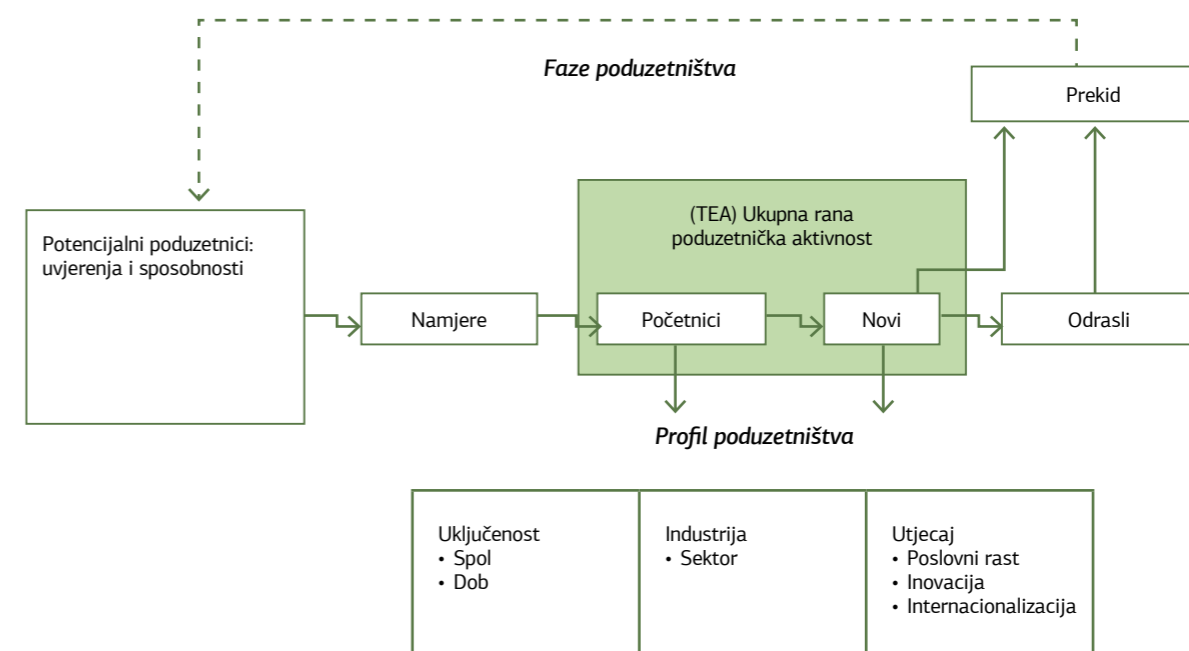 Faze poduzetništva
Prekid
(TEA) Ukupna rana
poduzetnička aktivnost
Potencijalni poduzetnici:
uvjerenja i sposobnosti
Namjere
Početnici
Novi
Odrasli
Profil poduzetništva
Uključenost
• Spol
• Dob
Industrija
• Sektor
Utjecaj
• Poslovni rast
• Inovacija
• Internacionalizacija